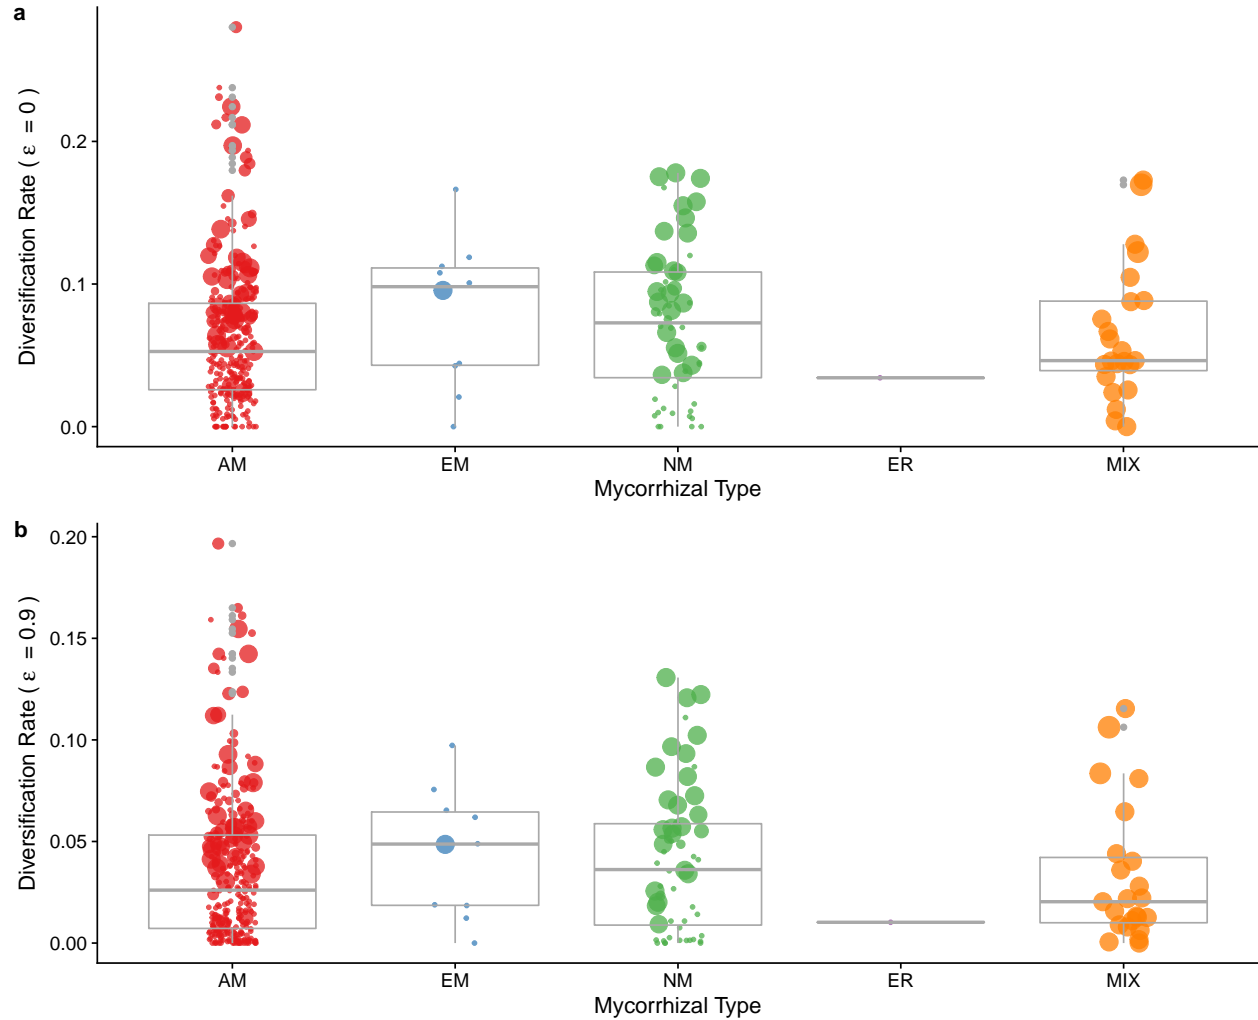 a
Diversification Rate ( ε = 0 )
0.2
0.1
0.0
AM EM NM ER MIX
Mycorrhizal Type
b
Diversification Rate ( ε = 0.9 )
0.20
0.15
0.10
0.05
0.00
AM EM NM ER MIX
Mycorrhizal Type